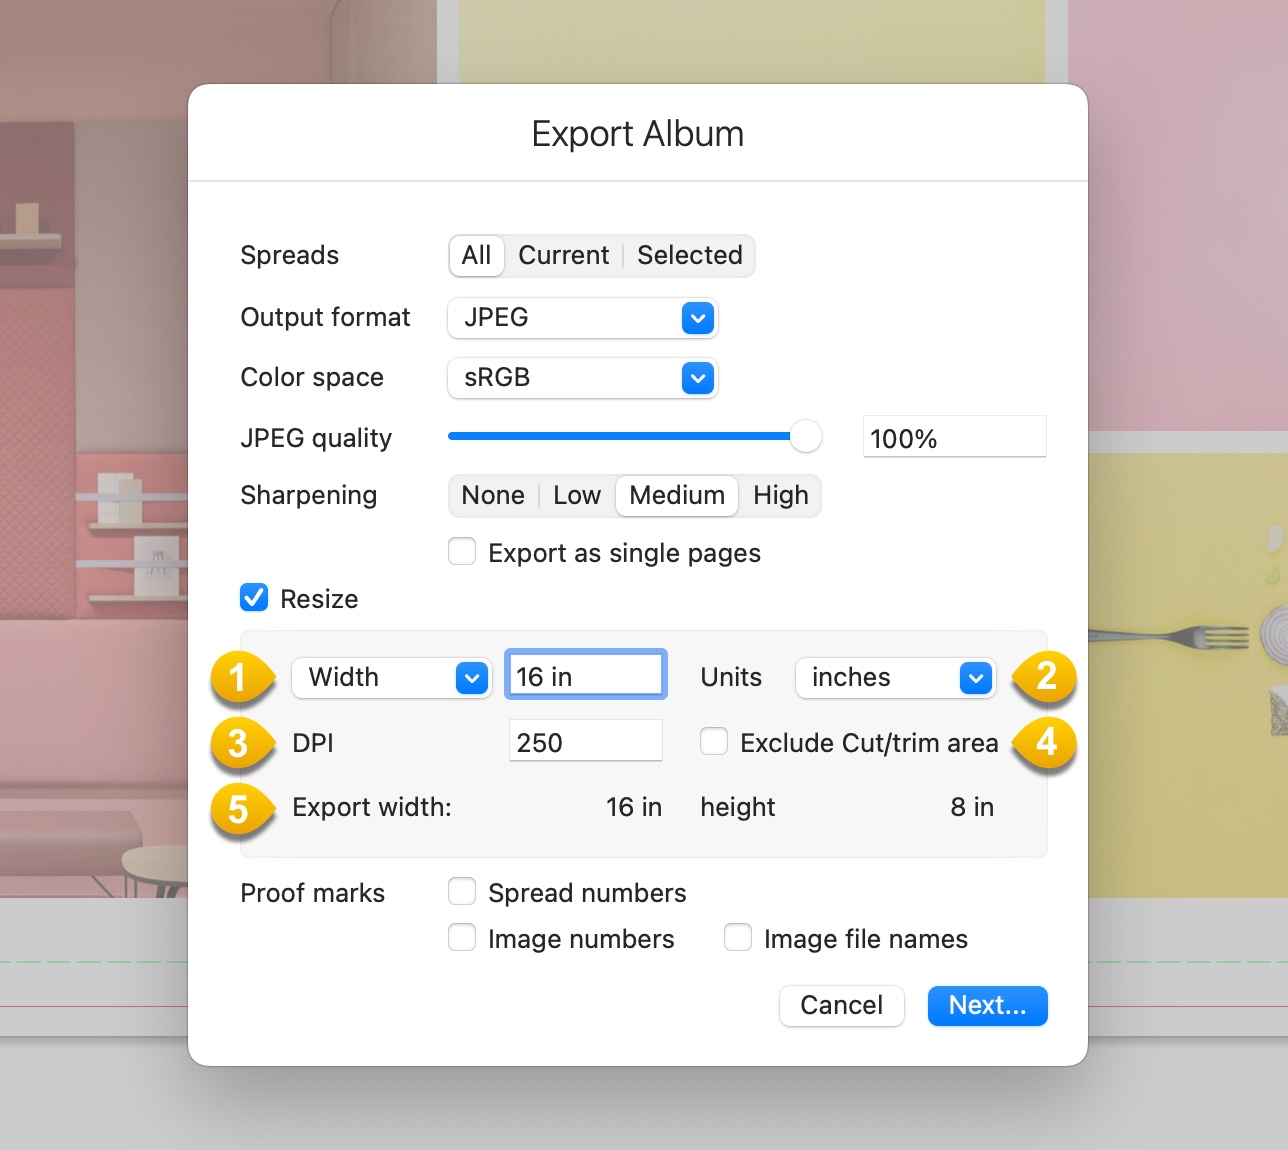 Export Album
Spreads All Current Selected
Output format JPEG
Color space sRGB
JPEG quality 100%
Sharpening None Low Medium High
Export as single pages
Resize
1 Width 16 in Units inches 2
3 DPI 250 Exclude Cut/trim area 4
5 Export width: 16 in height 8 in
Proof marks Spread numbers
Image numbers Image file names
Cancel Next...